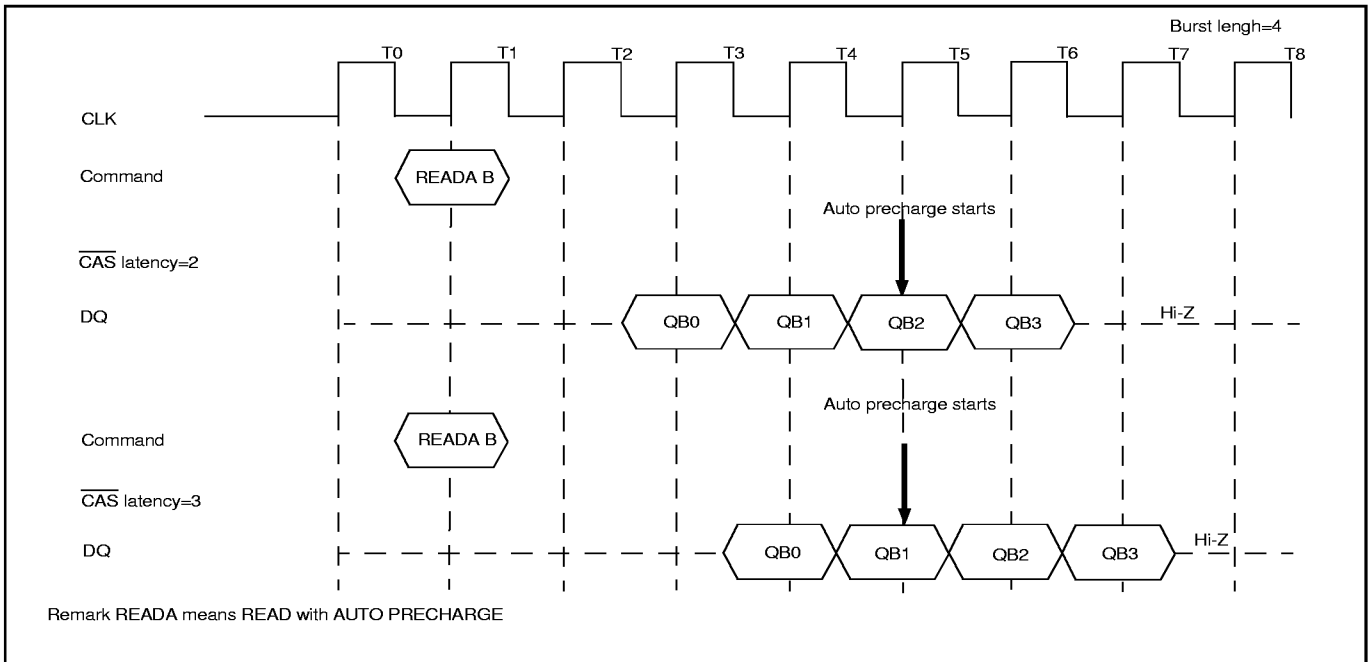 Burst lengh=4
T0 T1 T2 T3 T4 T5 T6 T7 T8
CLK
Command
READA B
Auto precharge starts
CAS latency=2
DQ
QB0 QB1 QB2 QB3 Hi-Z
Auto precharge starts
Command
READA B
CAS latency=3
DQ
QB0 QB1 QB2 QB3 Hi-Z
Remark READA means READ with AUTO PRECHARGE